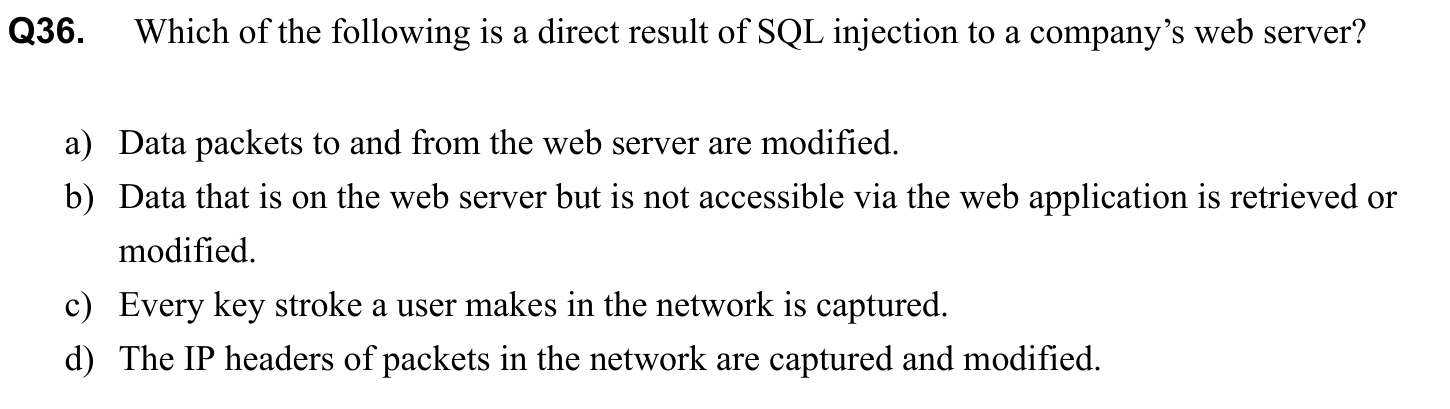 Q36. Which of the following is a direct result of SQL injection to a company’s web server?
a) Data packets to and from the web server are modified.
b) Data that is on the web server but is not accessible via the web application is retrieved or
modified.
c) Every key stroke a user makes in the network is captured.
d) The IP headers of packets in the network are captured and modified.